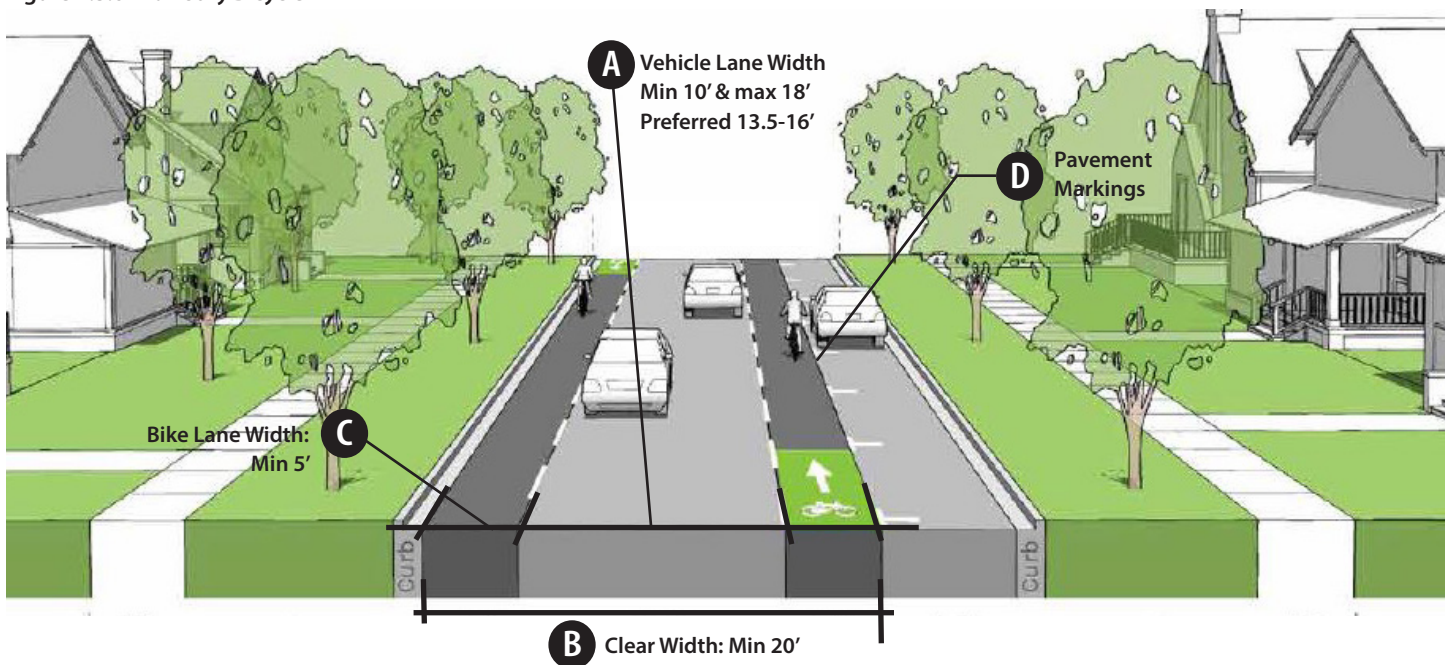 A
Vehicle Lane Width
Min 10’ & max 18’
Preferred 13.5-16’
D
Pavement
Markings
Bike Lane Width:
Min 5’
C
Curb
Curb
B
Clear Width: Min 20’